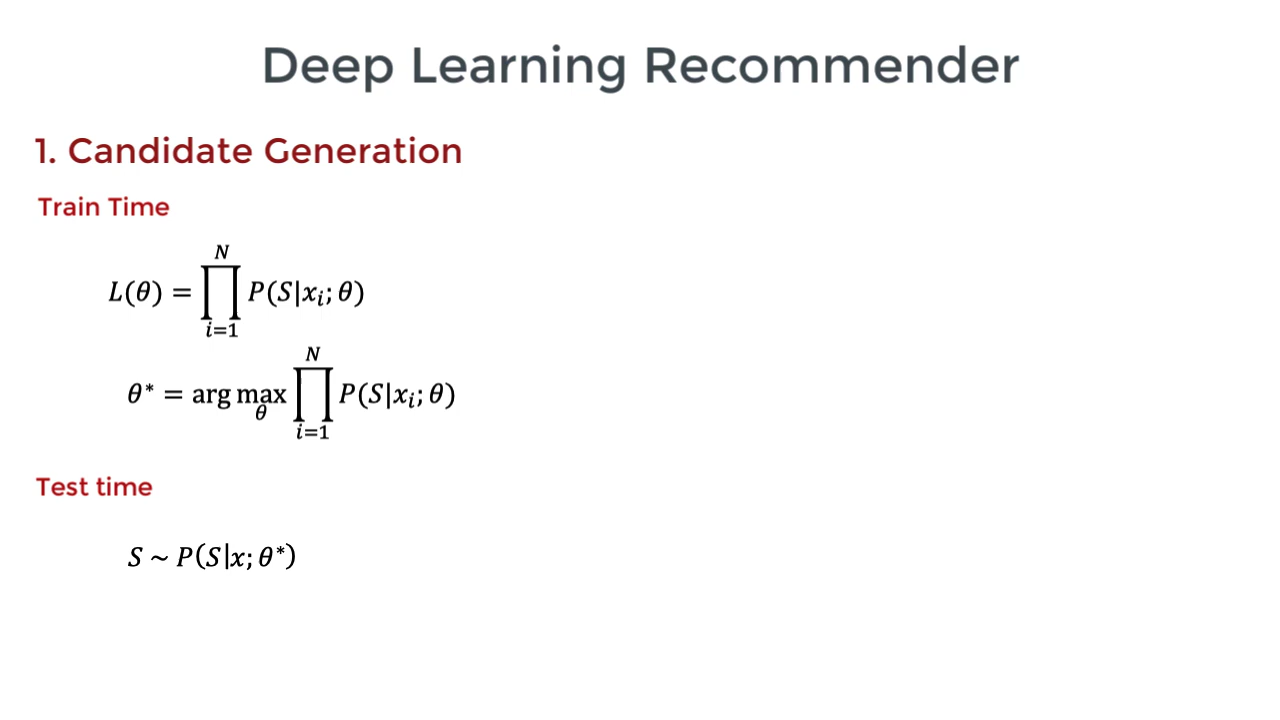 Deep Learning Recommender
1. Candidate Generation
Train Time
L(θ) = ∏_{i=1}^{N} P(S|x_i; θ)
θ* = arg max_θ ∏_{i=1}^{N} P(S|x_i; θ)
Test time
S ~ P(S|x; θ*)